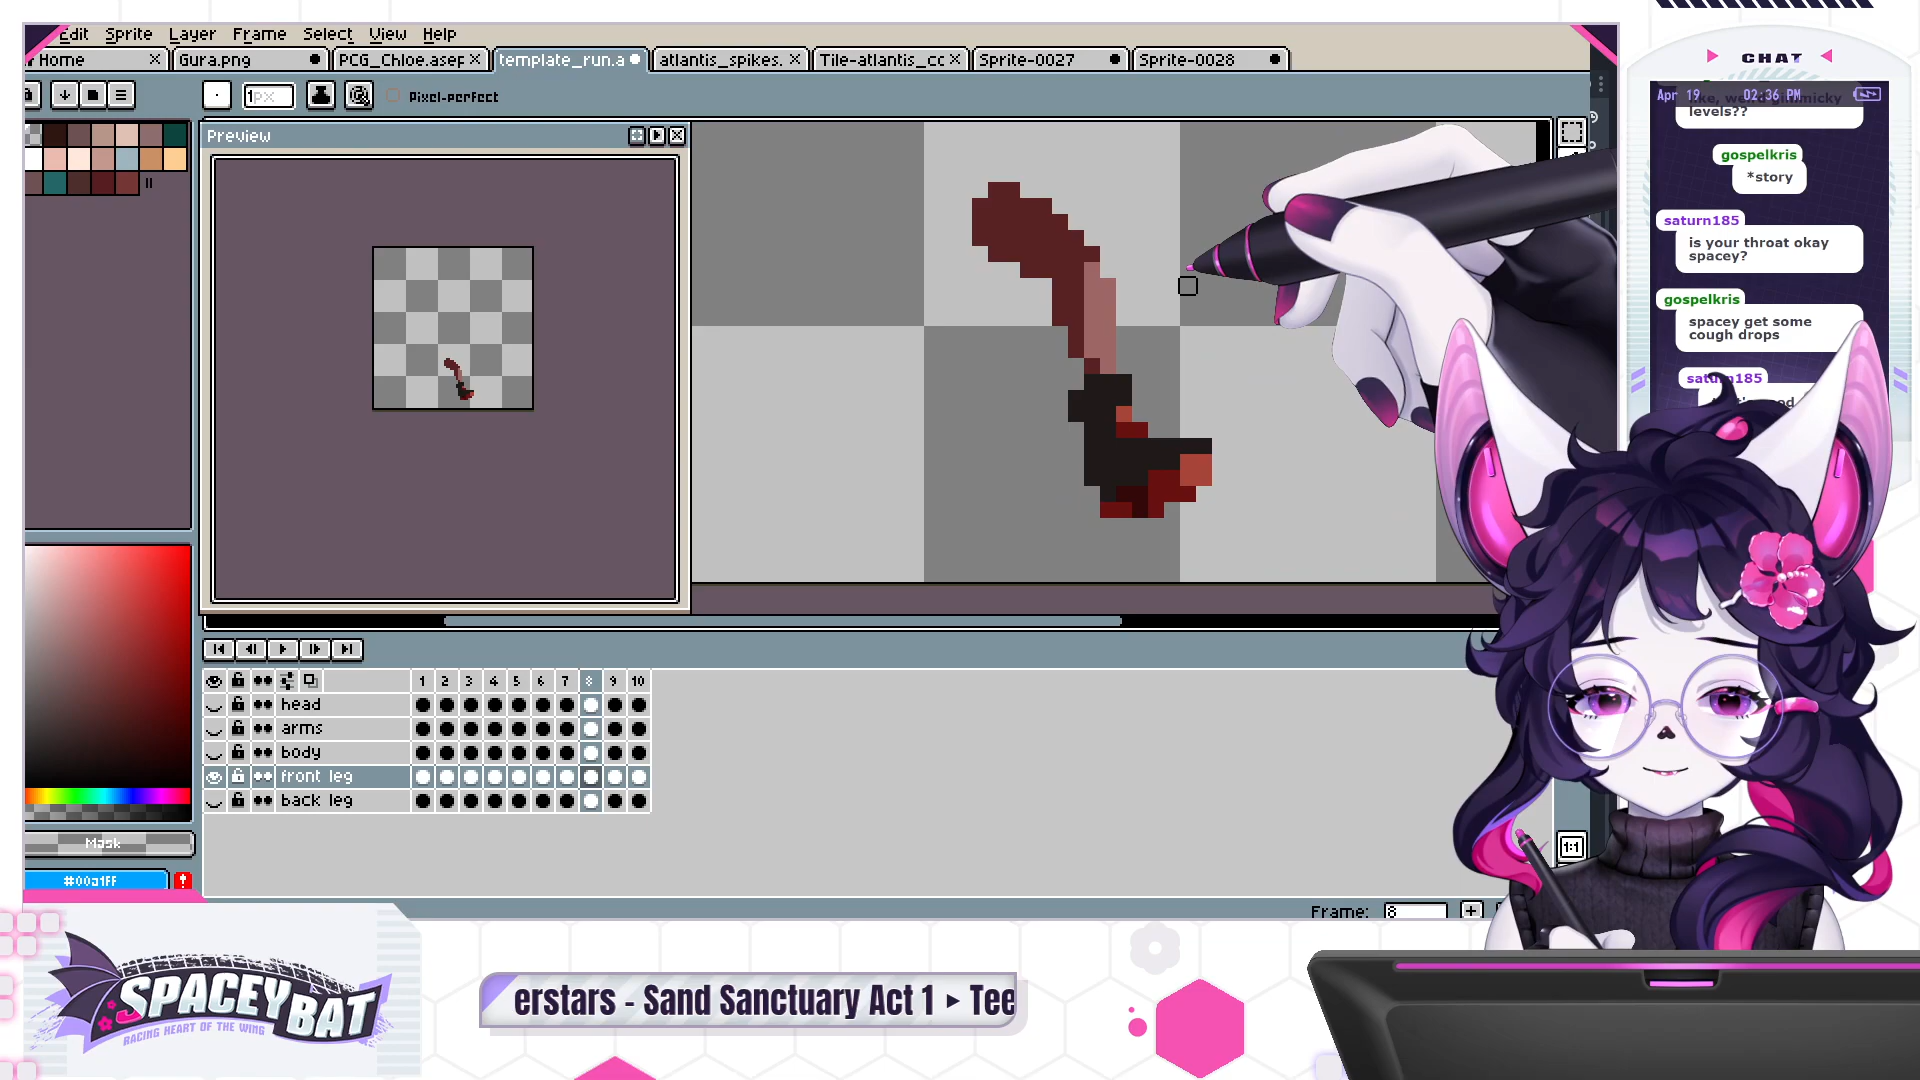 Edit Sprite Layer Frame Select View Help
Home
Gura.png
PCG_Chloe.asep
template_run.a
atlantis_spikes.
Tile-atlantis_cc
Sprite-0027
Sprite-0028
1px
Pixel-perfect
Preview
1 2 3 4 5 6 7 8 9 10
head
arms
body
front leg
back leg
Mask
#00a1FF
Frame: 8
1:1
CHAT
Apr 19 02:36 PM
levels??
gospelkris
*story
saturn185
is your throat okay
spacey?
gospelkris
spacey get some
cough drops
saturn185
SPACEYBAT
RACING HEART OF THE WING
erstars - Sand Sanctuary Act 1 ▸ Tee